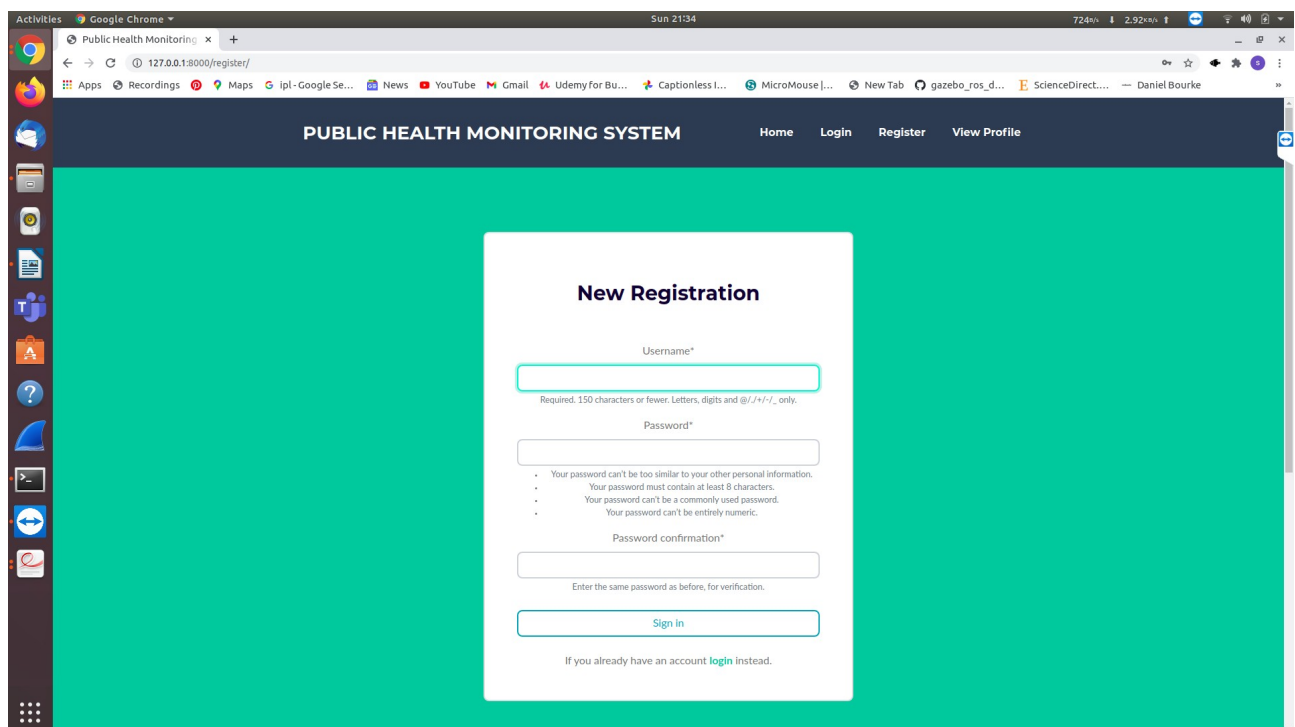 Activities Google Chrome Sun 21:34 724B/s 2.92KB/s
Public Health Monitoring
127.0.0.1:8000/register/
Apps Recordings Maps ipl - Google Se... News YouTube Gmail Udemy for Bu... Captionless I... MicroMouse |... New Tab gazebo_ros_d... ScienceDirect.... Daniel Bourke »
PUBLIC HEALTH MONITORING SYSTEM Home Login Register View Profile
New Registration
Username*
Required. 150 characters or fewer. Letters, digits and @/./+/-/_ only.
Password*
• Your password can't be too similar to your other personal information.
• Your password must contain at least 8 characters.
• Your password can't be a commonly used password.
• Your password can't be entirely numeric.
Password confirmation*
Enter the same password as before, for verification.
Sign in
If you already have an account login instead.